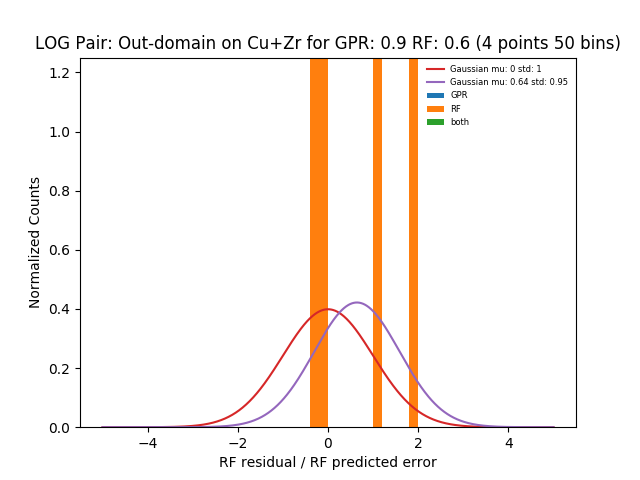 LOG Pair: Out-domain on Cu+Zr for GPR: 0.9 RF: 0.6 (4 points 50 bins)
Gaussian mu: 0 std: 1
Gaussian mu: 0.64 std: 0.95
GPR
RF
both
Normalized Counts
1.2
1.0
0.8
0.6
0.4
0.2
0.0
−4
−2
0
2
4
RF residual / RF predicted error